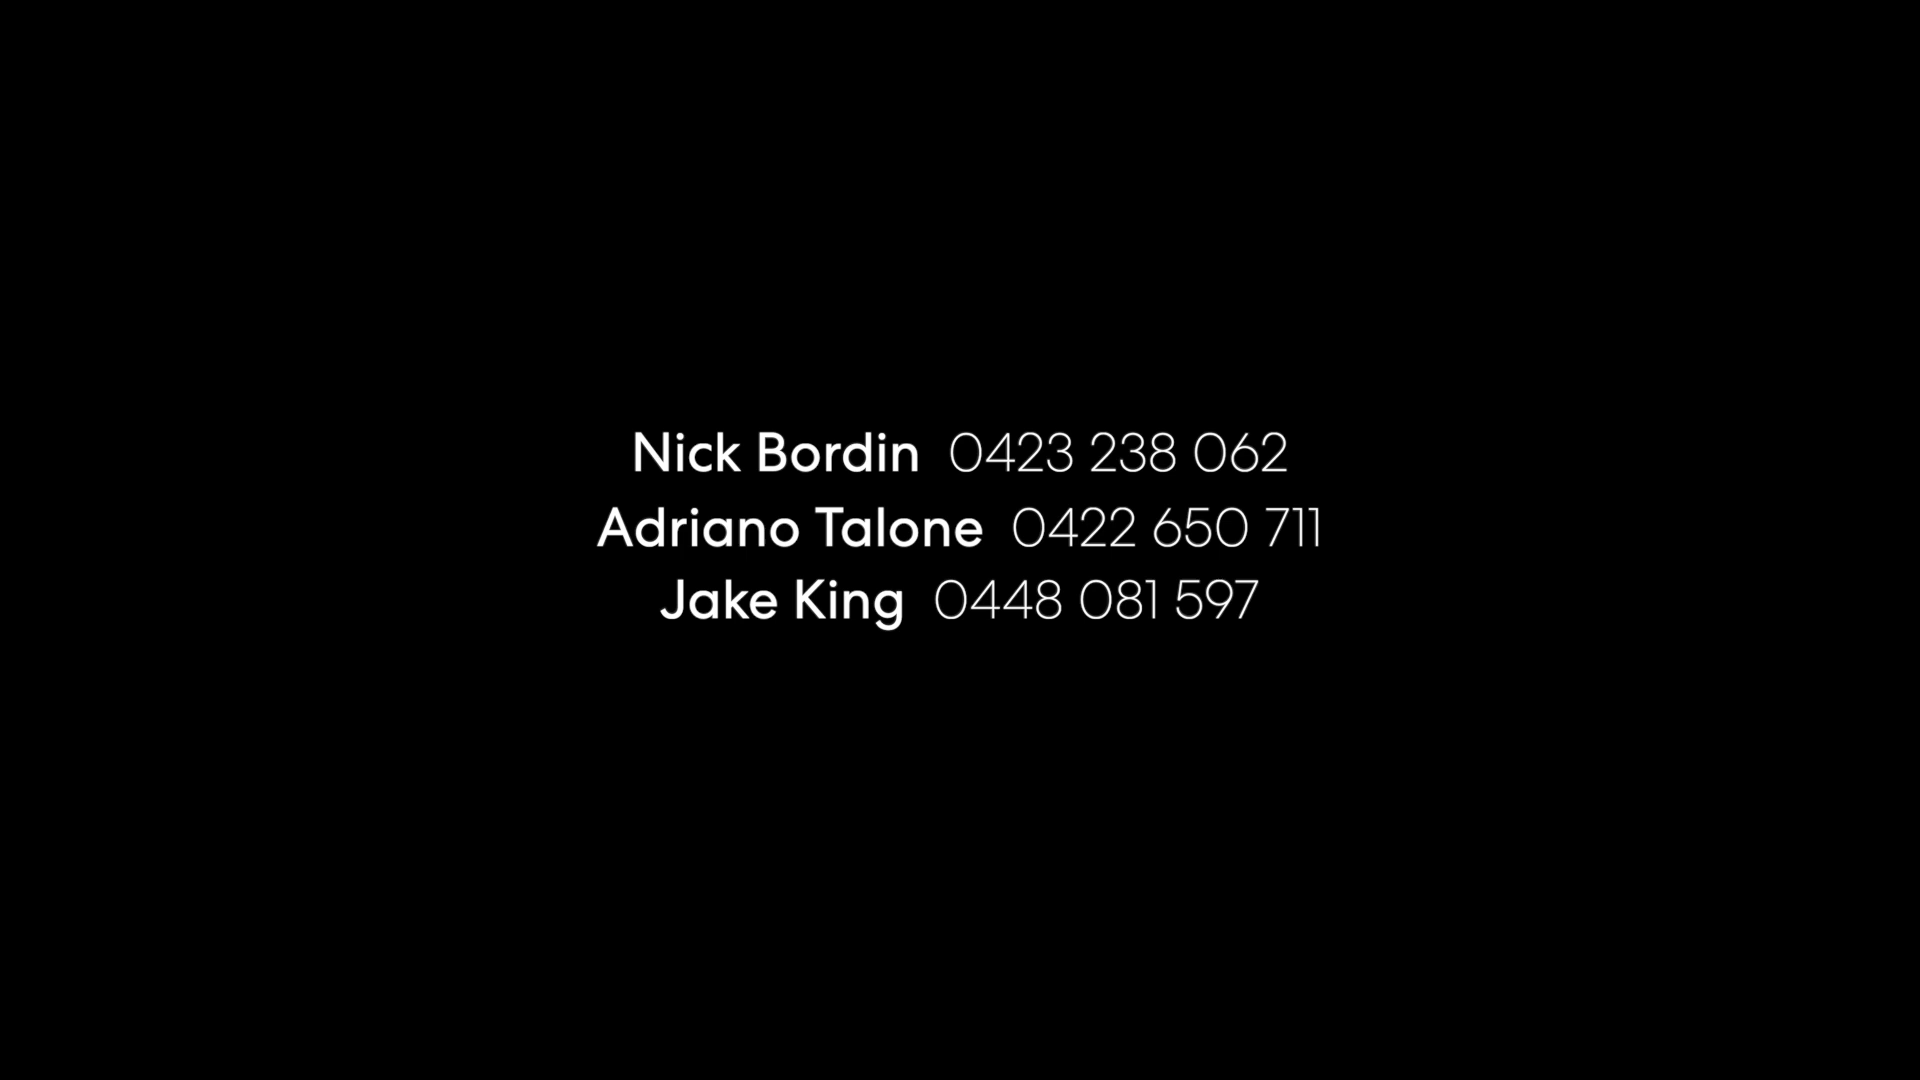 Nick Bordin 0423 238 062
Adriano Talone 0422 650 711
Jake King 0448 081 597